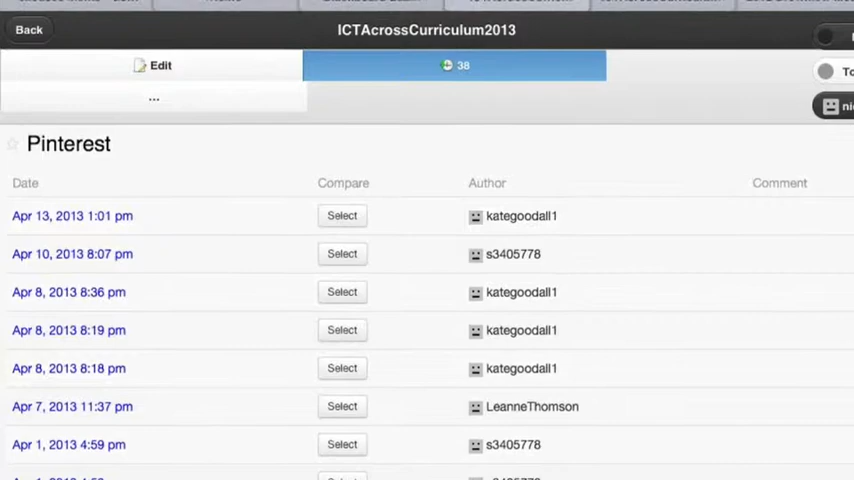 Back
ICTAcrossCurriculum2013
Edit
38
To
...
Pinterest
Date Compare Author Comment
Apr 13, 2013 1:01 pm Select kategoodall1
Apr 10, 2013 8:07 pm Select s3405778
Apr 8, 2013 8:36 pm Select kategoodall1
Apr 8, 2013 8:19 pm Select kategoodall1
Apr 8, 2013 8:18 pm Select kategoodall1
Apr 7, 2013 11:37 pm Select LeanneThomson
Apr 1, 2013 4:59 pm Select s3405778